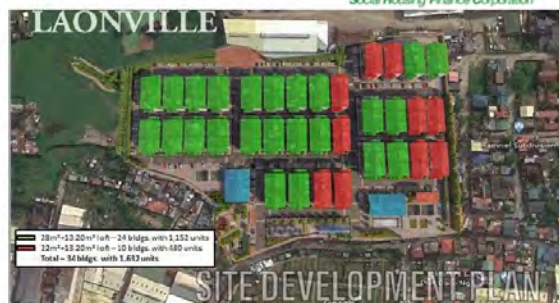 Social Housing Finance Corporation
LAONVILLE
28m²+13.20m² loft – 24 bldgs. with 1,152 units
22m²+13.20m² loft – 10 bldgs. with 480 units
Total – 34 bldgs. with 1,632 units
SITE DEVELOPMENT PLAN